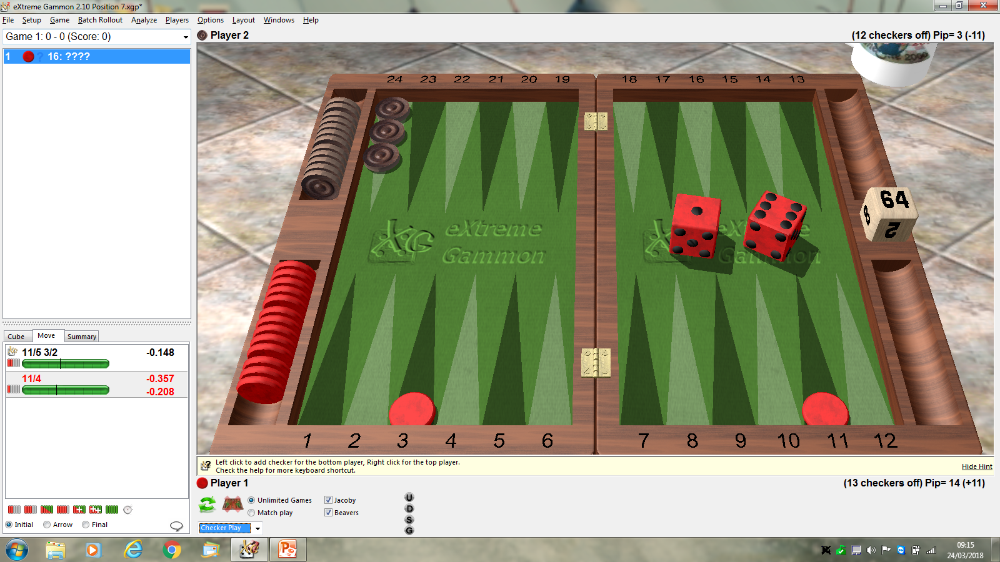 eXtreme Gammon 2.10 Position 7.xgp*
File Setup Game Batch Rollout Analyze Players Options Layout Windows Help
Game 1: 0 - 0 (Score: 0)
1 ? 16: ????
Player 2
(12 checkers off) Pip= 3 (-11)
24 23 22 21 20 19 18 17 16 15 14 13
64
8
2
eXtreme
Gammon
1 2 3 4 5 6 7 8 9 10 11 12
Cube Move Summary
11/5 3/2 -0.148
11/4 -0.357
-0.208
Initial Arrow Final
Left click to add checker for the bottom player, Right click for the top player.
Check the help for more keyboard shortcut.
Hide Hint
Player 1
(13 checkers off) Pip= 14 (+11)
Unlimited Games Jacoby
Match play Beavers
Checker Play
U
D
S
G
09:15
24/03/2018